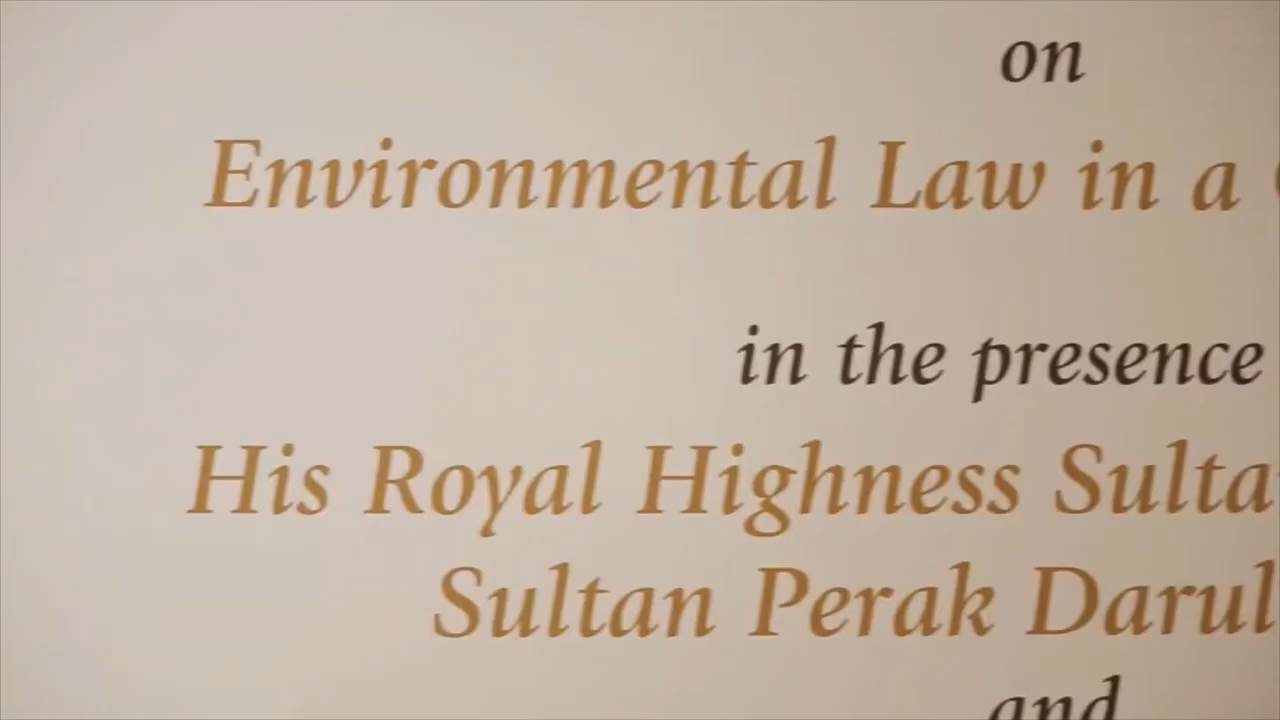 on
Environmental Law in a
in the presence
His Royal Highness Sulta
Sultan Perak Darul
and